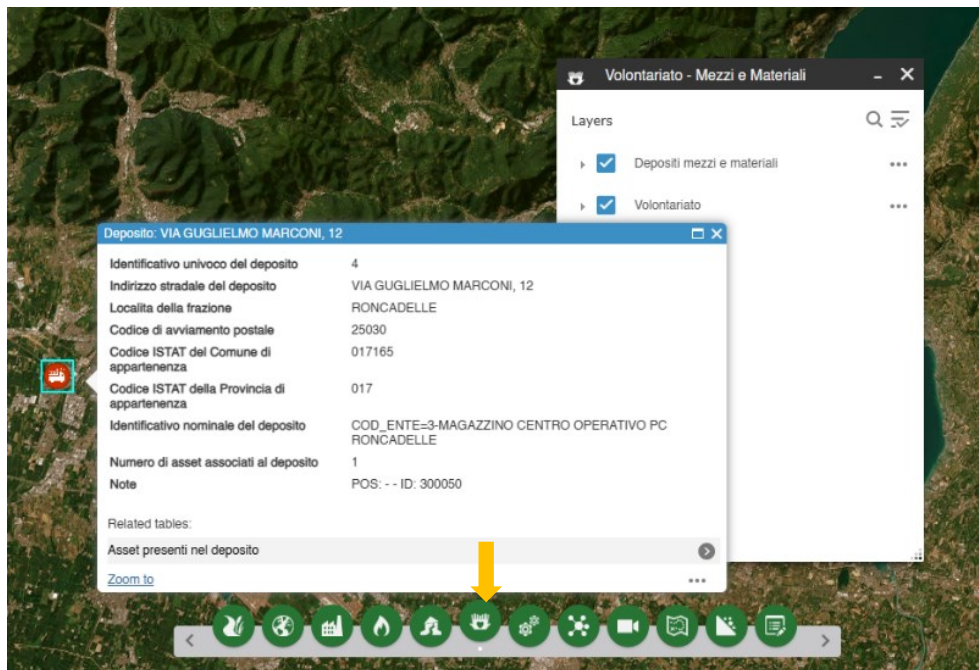 Volontariato - Mezzi e Materiali
Layers
Depositi mezzi e materiali
Volontariato
Deposito: VIA GUGLIELMO MARCONI, 12
Identificativo univoco del deposito 4
Indirizzo stradale del deposito VIA GUGLIELMO MARCONI, 12
Localita della frazione RONCADELLE
Codice di avviamento postale 25030
Codice ISTAT del Comune di 017165
appartenenza
Codice ISTAT della Provincia di 017
appartenenza
Identificativo nominale del deposito COD_ENTE=3-MAGAZZINO CENTRO OPERATIVO PC
RONCADELLE
Numero di asset associati al deposito 1
Note POS: - - ID: 300050
Related tables:
Asset presenti nel deposito
Zoom to